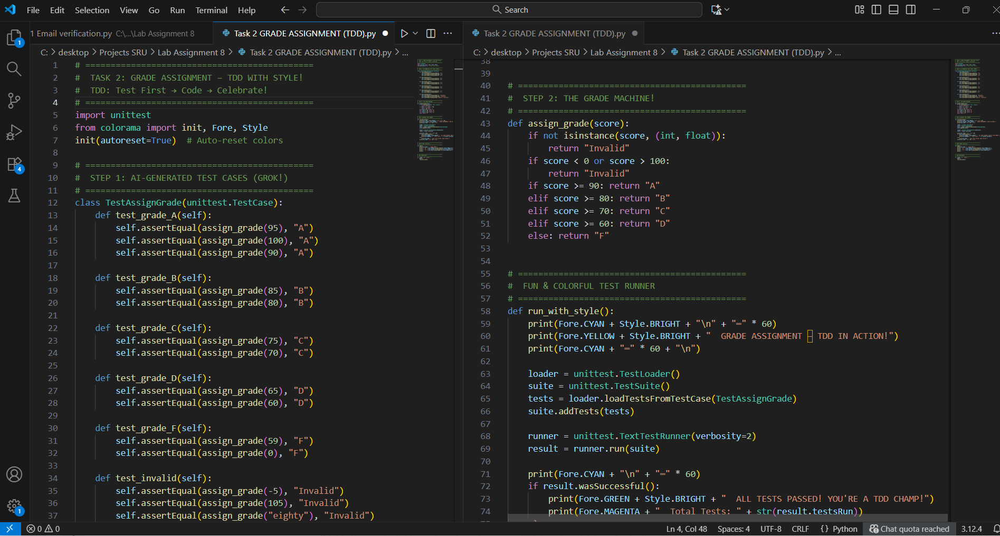 File Edit Selection View Go Run Terminal Help
Search
1 Email verification.py C:\...\Lab Assignment 8
Task 2 GRADE ASSIGNMENT (TDD).py
Task 2 GRADE ASSIGNMENT (TDD).py
C: > desktop > Projects SRU > Lab Assignment 8 > Task 2 GRADE ASSIGNMENT (TDD).py > ...
1 # =============================================
2 #  TASK 2: GRADE ASSIGNMENT – TDD WITH STYLE!
3 #  TDD: Test First → Code → Celebrate!
4 # =============================================
5 import unittest
6 from colorama import init, Fore, Style
7 init(autoreset=True)  # Auto-reset colors
8
9 # =============================================
10 #  STEP 1: AI-GENERATED TEST CASES (GROK!)
11 # =============================================
12 class TestAssignGrade(unittest.TestCase):
13     def test_grade_A(self):
14         self.assertEqual(assign_grade(95), "A")
15         self.assertEqual(assign_grade(100), "A")
16         self.assertEqual(assign_grade(90), "A")
17
18     def test_grade_B(self):
19         self.assertEqual(assign_grade(85), "B")
20         self.assertEqual(assign_grade(80), "B")
21
22     def test_grade_C(self):
23         self.assertEqual(assign_grade(75), "C")
24         self.assertEqual(assign_grade(70), "C")
25
26     def test_grade_D(self):
27         self.assertEqual(assign_grade(65), "D")
28         self.assertEqual(assign_grade(60), "D")
29
30     def test_grade_F(self):
31         self.assertEqual(assign_grade(59), "F")
32         self.assertEqual(assign_grade(0), "F")
33
34     def test_invalid(self):
35         self.assertEqual(assign_grade(-5), "Invalid")
36         self.assertEqual(assign_grade(105), "Invalid")
37         self.assertEqual(assign_grade("eighty"), "Invalid")
C: > desktop > Projects SRU > Lab Assignment 8 > Task 2 GRADE ASSIGNMENT (TDD).py > ...
38
39
40 # =============================================
41 #  STEP 2: THE GRADE MACHINE!
42 # =============================================
43 def assign_grade(score):
44     if not isinstance(score, (int, float)):
45         return "Invalid"
46     if score < 0 or score > 100:
47         return "Invalid"
48     if score >= 90: return "A"
49     elif score >= 80: return "B"
50     elif score >= 70: return "C"
51     elif score >= 60: return "D"
52     else: return "F"
53
54
55 # =============================================
56 #  FUN & COLORFUL TEST RUNNER
57 # =============================================
58 def run_with_style():
59     print(Fore.CYAN + Style.BRIGHT + "\n" + "=" * 60)
60     print(Fore.YELLOW + Style.BRIGHT + "  GRADE ASSIGNMENT – TDD IN ACTION!")
61     print(Fore.CYAN + "=" * 60 + "\n")
62
63     loader = unittest.TestLoader()
64     suite = unittest.TestSuite()
65     tests = loader.loadTestsFromTestCase(TestAssignGrade)
66     suite.addTests(tests)
67
68     runner = unittest.TextTestRunner(verbosity=2)
69     result = runner.run(suite)
70
71     print(Fore.CYAN + "\n" + "=" * 60)
72     if result.wasSuccessful():
73         print(Fore.GREEN + Style.BRIGHT + "  ALL TESTS PASSED! YOU'RE A TDD CHAMP!")
74         print(Fore.MAGENTA + "  Total Tests: " + str(result.testsRun))
1
4
1
0 0
Ln 4, Col 48 Spaces: 4 UTF-8 CRLF {} Python Chat quota reached 3.12.4